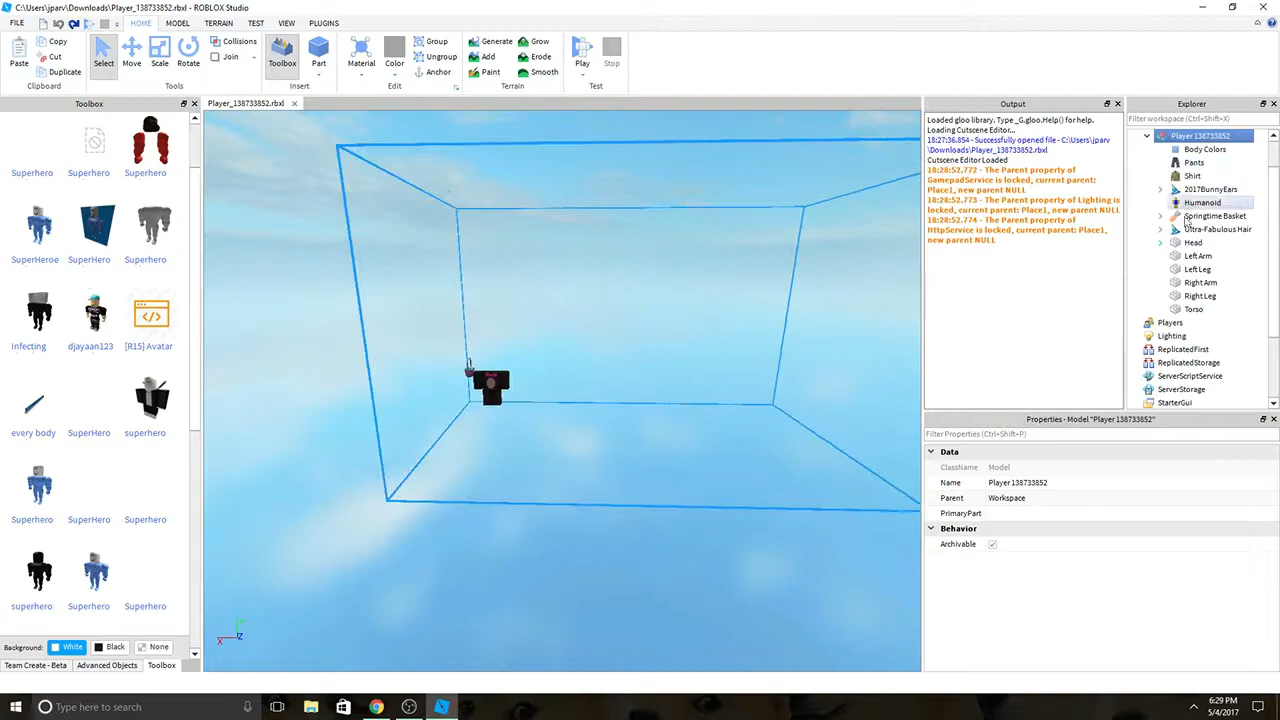 C:\Users\jparv\Downloads\Player_138733852.rbxl - ROBLOX Studio
FILE HOME MODEL TERRAIN TEST VIEW PLUGINS
Copy Collisions Group Generate Grow
Cut Join Ungroup Add Erode
Paste Duplicate Select Move Scale Rotate Toolbox Part Material Color Anchor Paint Smooth Play Stop
Clipboard Tools Insert Edit Terrain Test
Toolbox
Player_138733852.rbxl
Output
Explorer
Superhero Superhero Superhero
SuperHeroe SuperHero Superhero
Infecting djayaan123 [R15] Avatar
every body SuperHero superhero
Superhero SuperHero Superhero
superhero Superhero Superhero
Background: White Black None
Team Create - Beta Advanced Objects Toolbox
X
Z
Loaded gloo library. Type _G.gloo.Help() for help.
Loading Cutscene Editor...
18:27:36.854 - Successfully opened file - C:\Users\jparv
\Downloads\Player_138733852.rbxl
Cutscene Editor Loaded
18:28:52.772 - The Parent property of
GamepadService is locked, current parent:
Place1, new parent NULL
18:28:52.773 - The Parent property of Lighting is
locked, current parent: Place1, new parent NULL
18:28:52.774 - The Parent property of
HttpService is locked, current parent: Place1,
new parent NULL
Filter workspace (Ctrl+Shift+X)
Player 138733852
Body Colors
Pants
Shirt
2017BunnyEars
Humanoid
Springtime Basket
Ultra-Fabulous Hair
Head
Left Arm
Left Leg
Right Arm
Right Leg
Torso
Players
Lighting
ReplicatedFirst
ReplicatedStorage
ServerScriptService
ServerStorage
StarterGui
Properties - Model "Player 138733852"
Filter Properties (Ctrl+Shift+P)
Data
ClassName Model
Name Player 138733852
Parent Workspace
PrimaryPart
Behavior
Archivable
Type here to search
6:29 PM
5/4/2017